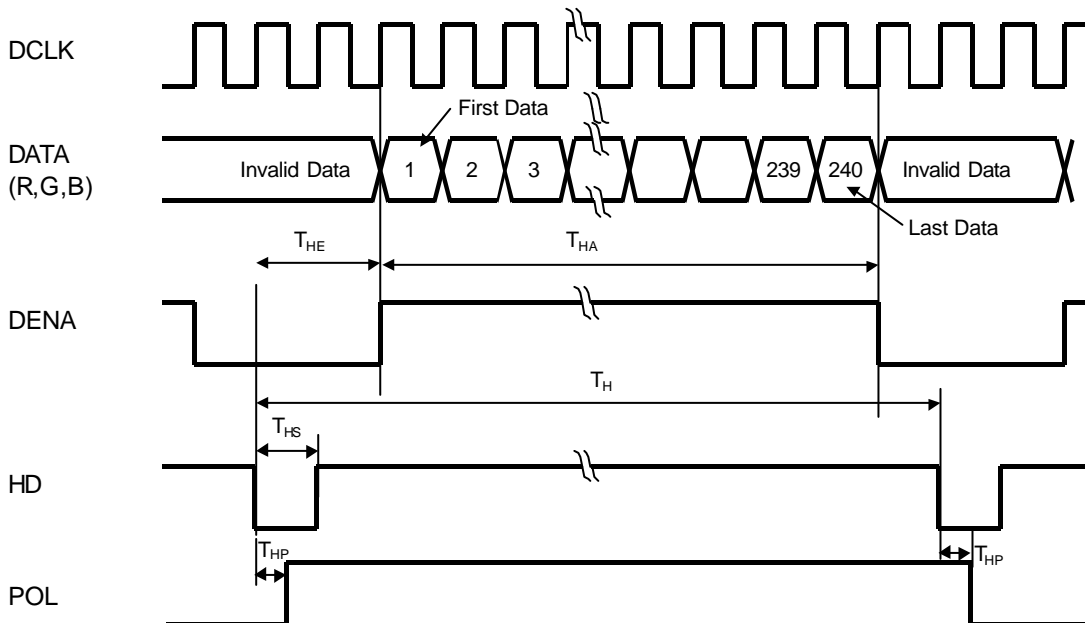 DCLK
First Data
DATA
(R,G,B)
Invalid Data
1
2
3
239
240
Invalid Data
Last Data
THE
THA
DENA
TH
THS
HD
THP
THP
POL